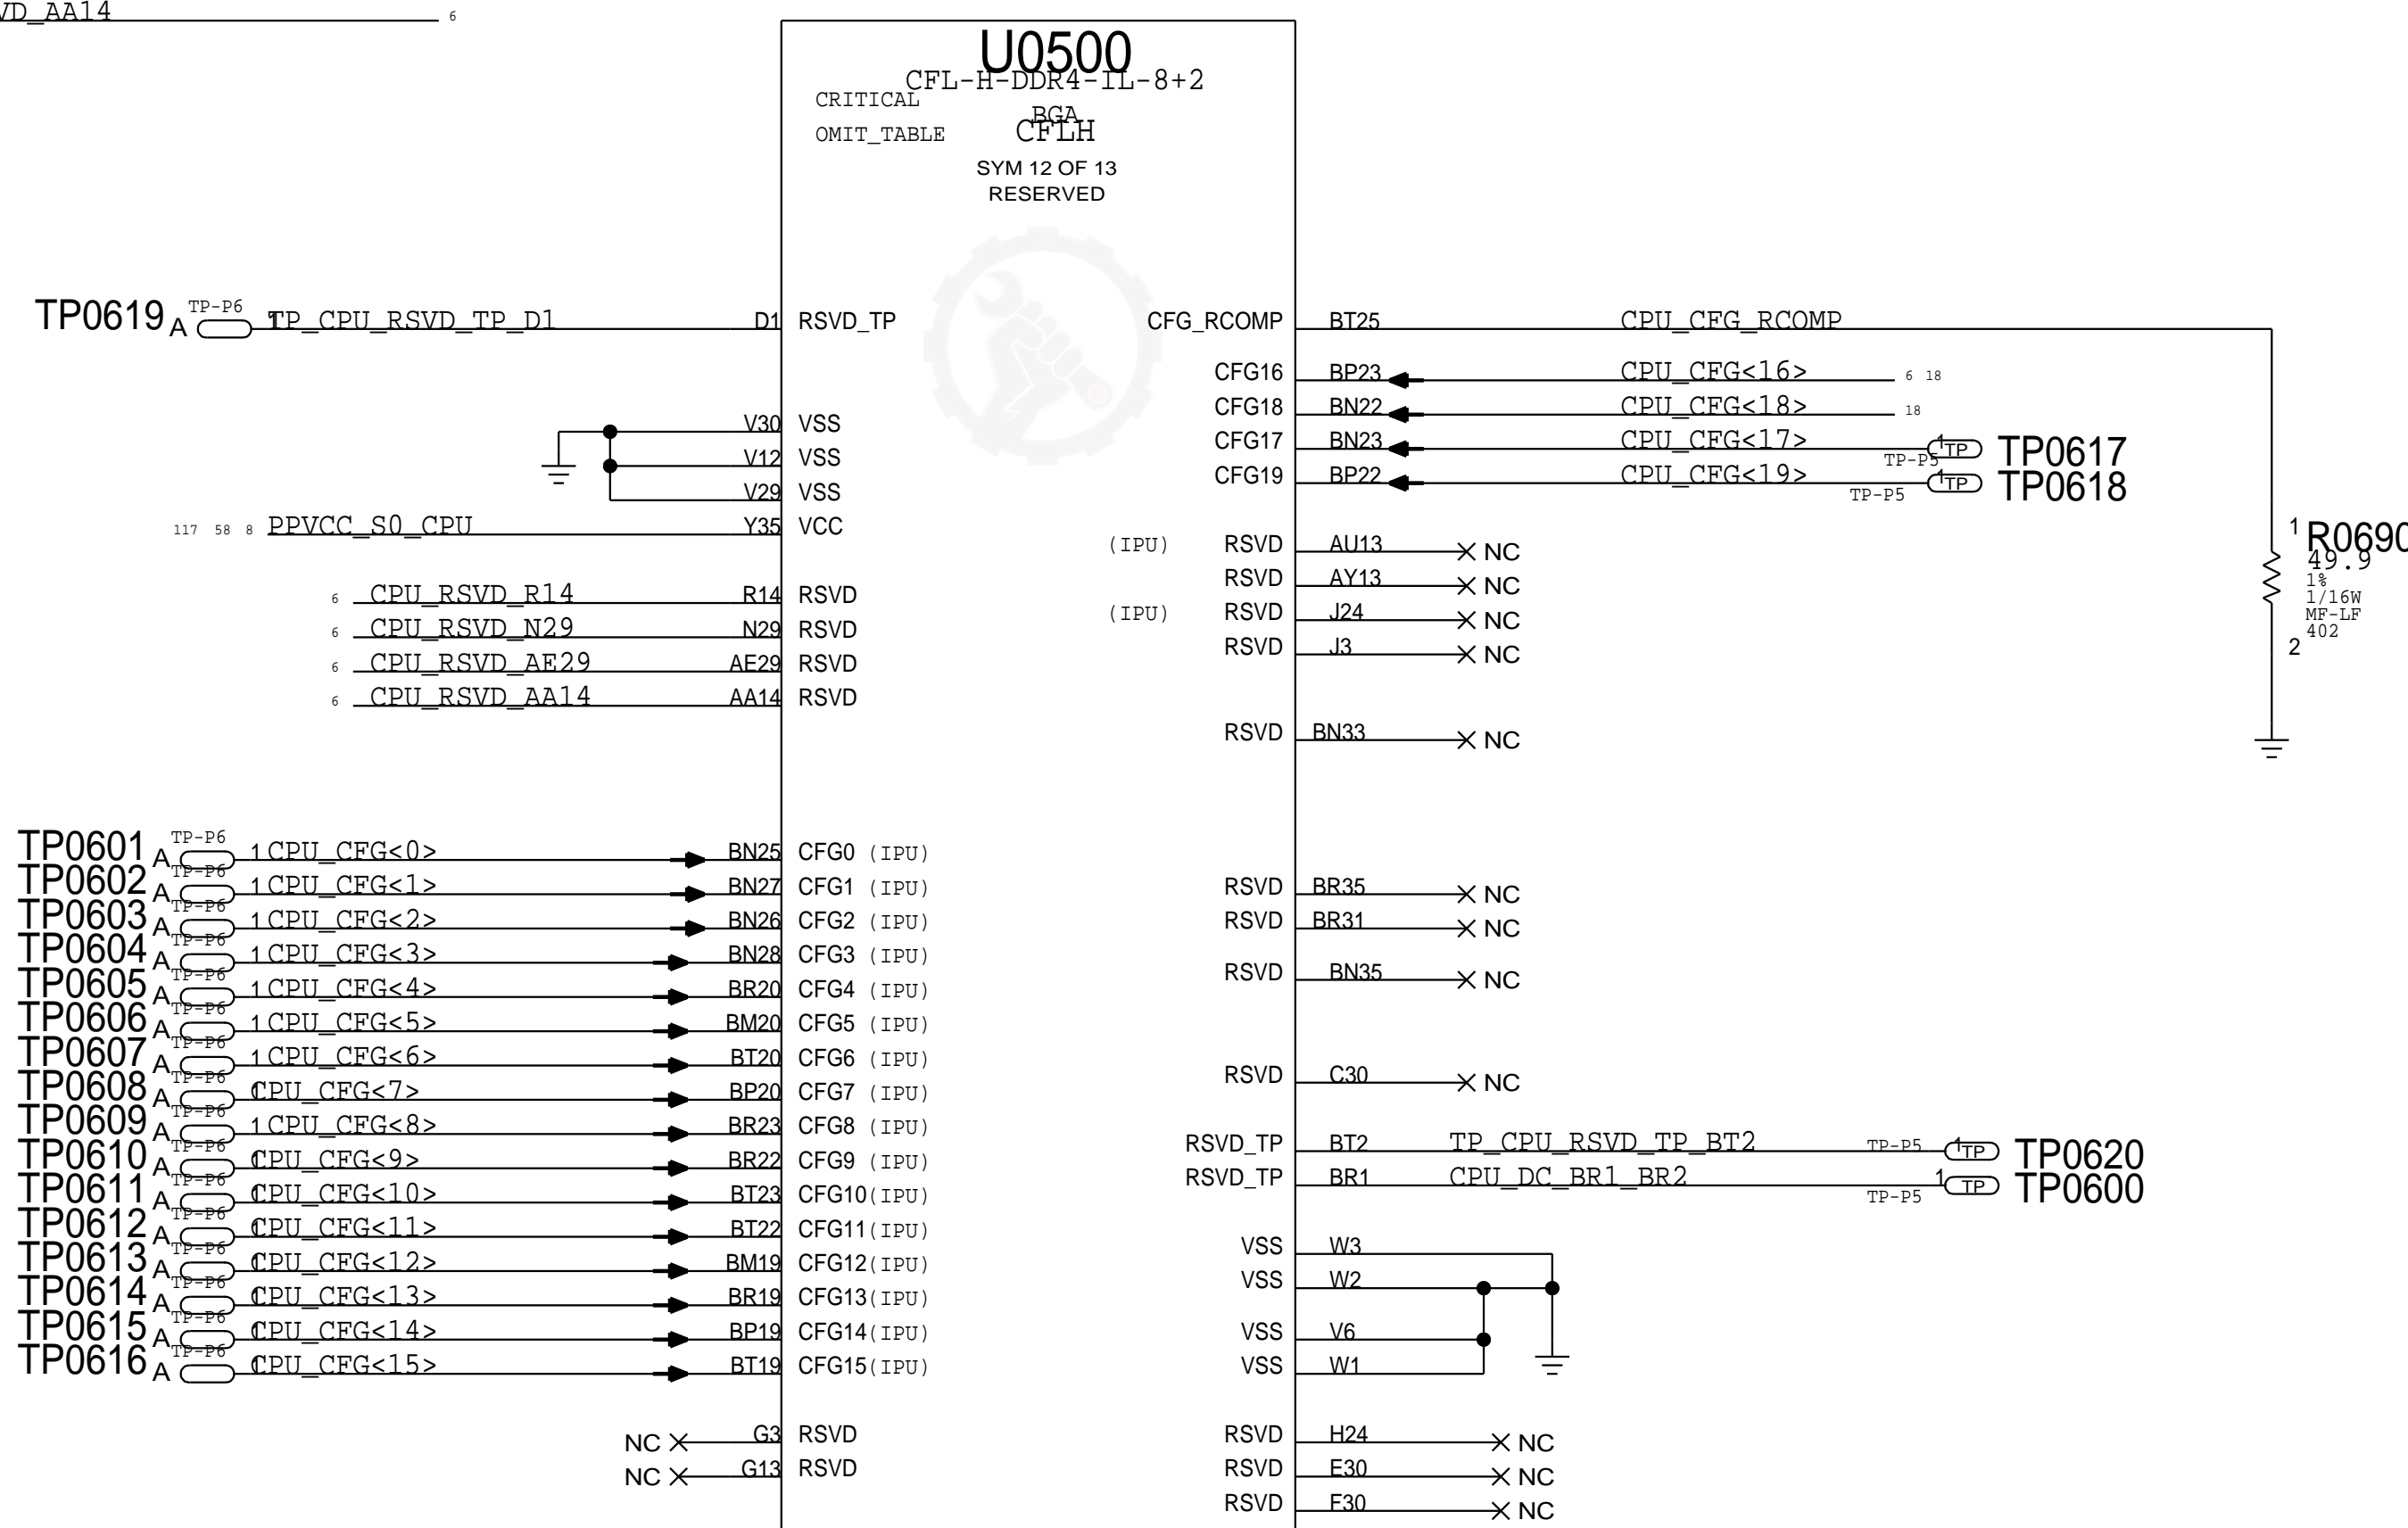 VD_AA14 6
U0500
CFL-H-DDR4-IL-8+2
CRITICAL
BGA
OMIT_TABLE CFLH
SYM 12 OF 13
RESERVED
TP0619 A TP-P6 1 TP_CPU_RSVD_TP_D1 D1 RSVD_TP
CFG_RCOMP BT25 CPU_CFG_RCOMP
CFG16 BP23 CPU_CFG<16> 6 18
CFG18 BN22 CPU_CFG<18> 18
CFG17 BN23 CPU_CFG<17> TP-P5 1 TP TP0617
CFG19 BP22 CPU_CFG<19> TP-P5 1 TP TP0618
V30 VSS
V12 VSS
V29 VSS
117 58 8 PPVCC_S0_CPU Y35 VCC
1 R0690
49.9
1%
1/16W
MF-LF
402
2
(IPU) RSVD AU13 NC
RSVD AY13 NC
(IPU) RSVD J24 NC
RSVD J3 NC
6 CPU_RSVD_R14 R14 RSVD
6 CPU_RSVD_N29 N29 RSVD
6 CPU_RSVD_AE29 AE29 RSVD
6 CPU_RSVD_AA14 AA14 RSVD
RSVD BN33 NC
TP0601 A TP-P6 1 CPU_CFG<0> BN25 CFG0 (IPU)
TP0602 A TP-P6 1 CPU_CFG<1> BN27 CFG1 (IPU)
TP0603 A TP-P6 1 CPU_CFG<2> BN26 CFG2 (IPU)
TP0604 A TP-P6 1 CPU_CFG<3> BN28 CFG3 (IPU)
TP0605 A TP-P6 1 CPU_CFG<4> BR20 CFG4 (IPU)
TP0606 A TP-P6 1 CPU_CFG<5> BM20 CFG5 (IPU)
TP0607 A TP-P6 1 CPU_CFG<6> BT20 CFG6 (IPU)
TP0608 A TP-P6 1 CPU_CFG<7> BP20 CFG7 (IPU)
TP0609 A TP-P6 1 CPU_CFG<8> BR23 CFG8 (IPU)
TP0610 A TP-P6 1 CPU_CFG<9> BR22 CFG9 (IPU)
TP0611 A TP-P6 1 CPU_CFG<10> BT23 CFG10 (IPU)
TP0612 A TP-P6 1 CPU_CFG<11> BT22 CFG11 (IPU)
TP0613 A TP-P6 1 CPU_CFG<12> BM19 CFG12 (IPU)
TP0614 A TP-P6 1 CPU_CFG<13> BR19 CFG13 (IPU)
TP0615 A TP-P6 1 CPU_CFG<14> BP19 CFG14 (IPU)
TP0616 A TP-P6 1 CPU_CFG<15> BT19 CFG15 (IPU)
RSVD BR35 NC
RSVD BR31 NC
RSVD BN35 NC
RSVD C30 NC
RSVD_TP BT2 TP_CPU_RSVD_TP_BT2 TP-P5 1 TP TP0620
RSVD_TP BR1 CPU_DC_BR1_BR2 TP-P5 1 TP TP0600
VSS W3
VSS W2
VSS V6
VSS W1
NC G3 RSVD
NC G13 RSVD
RSVD H24 NC
RSVD E30 NC
RSVD F30 NC